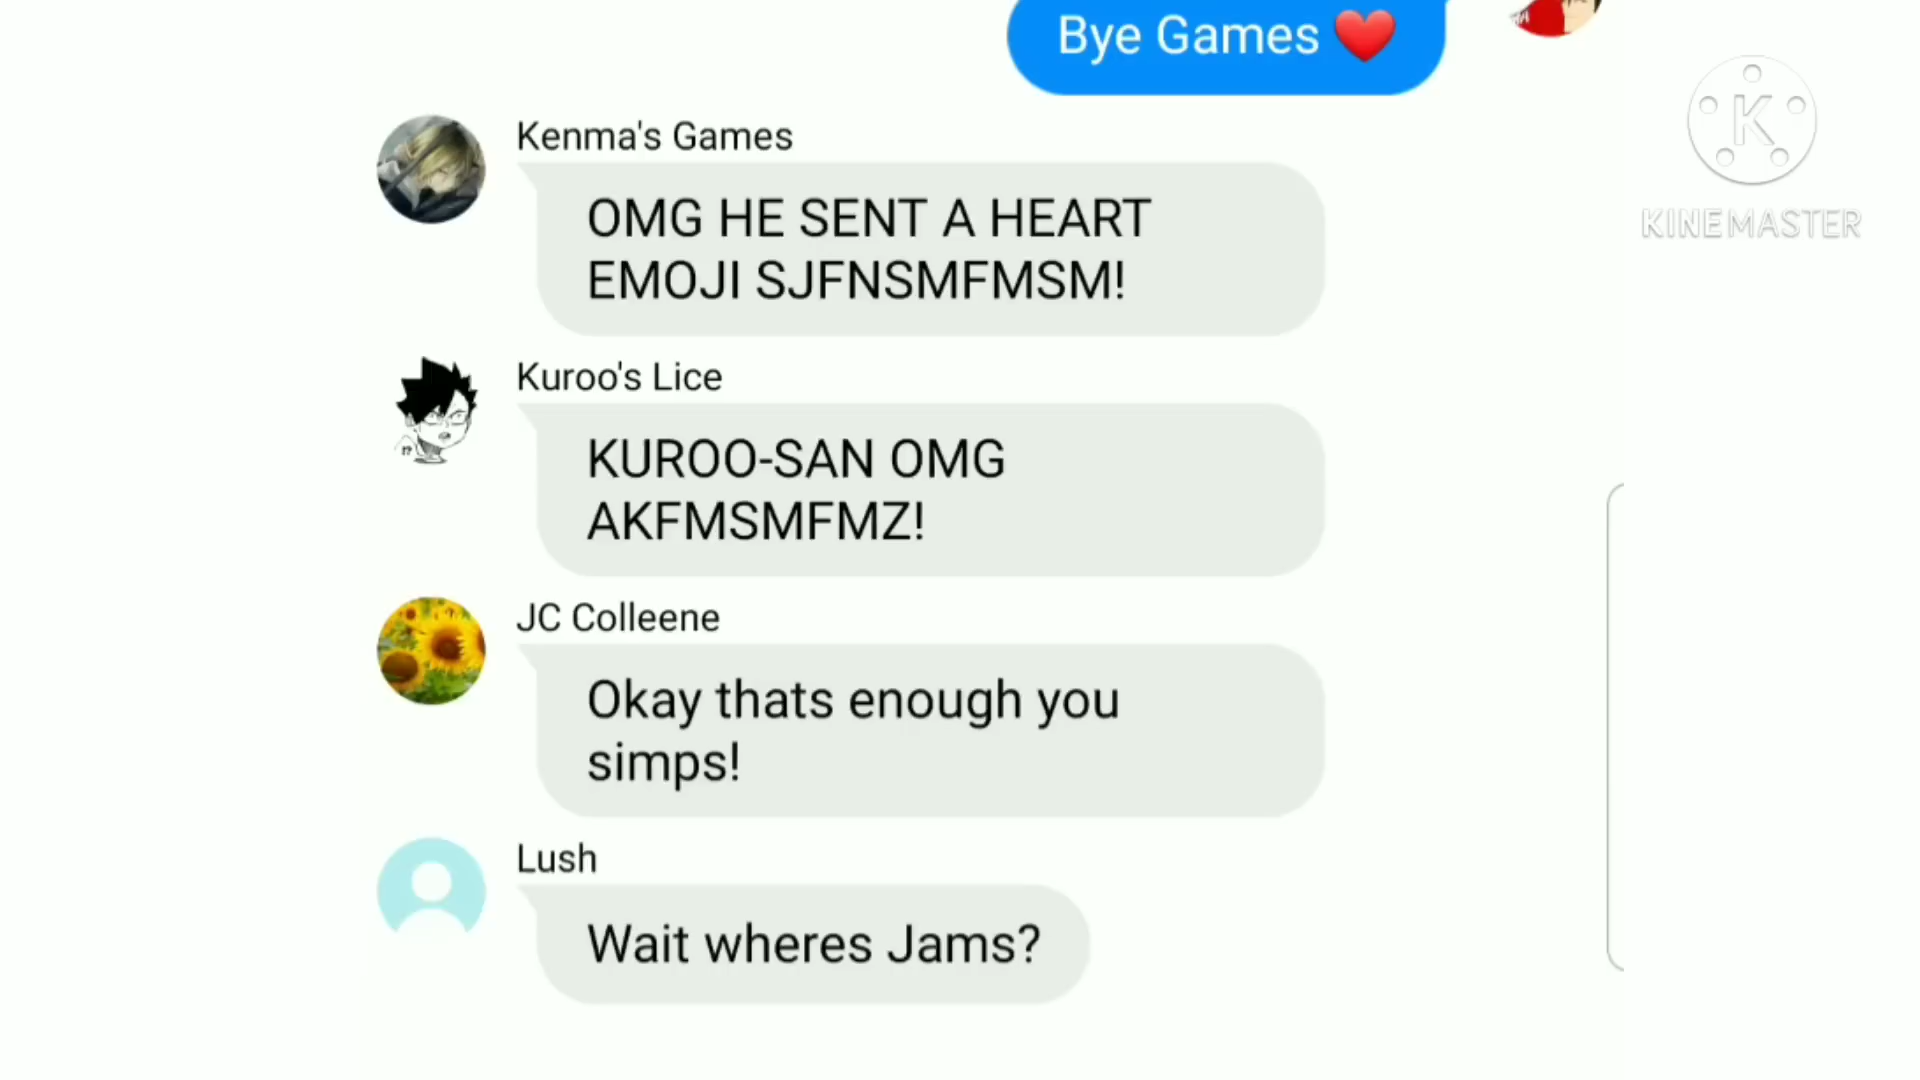 Bye Games ❤️
Kenma's Games
OMG HE SENT A HEART
EMOJI SJFNSMFMSM!
Kuroo's Lice
KUROO-SAN OMG
AKFMSMFMZ!
JC Colleene
Okay thats enough you
simps!
Lush
Wait wheres Jams?
K
KINEMASTER